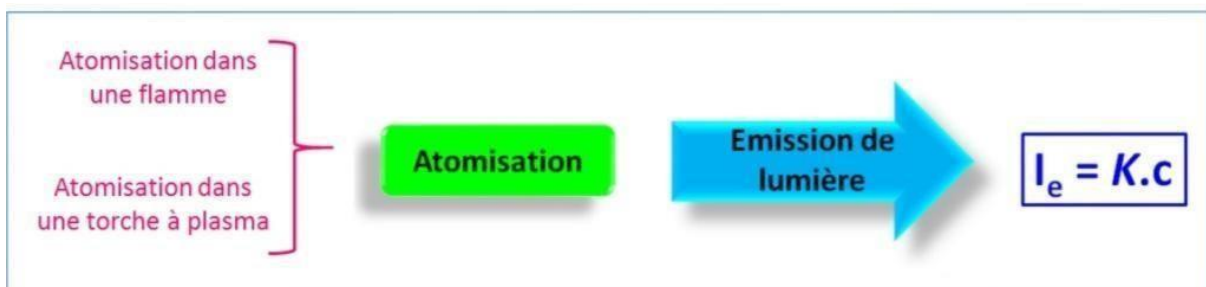 Atomisation dans
une flamme
Atomisation dans
une torche à plasma
Atomisation
Emission de
lumière
Ie = K.c